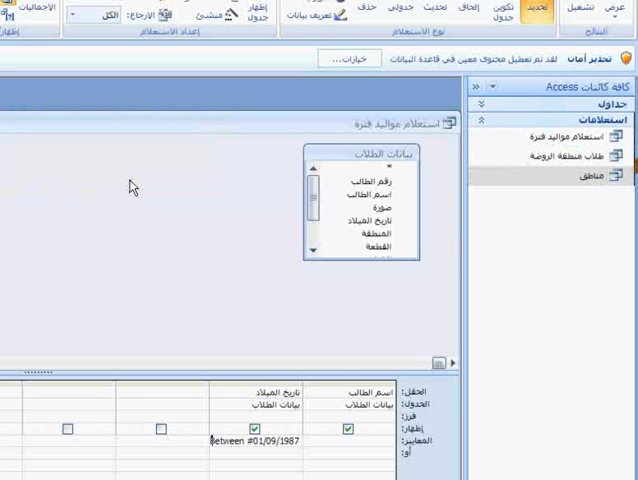 عرض تشغيل تحديد تكوين جدول إلحاق تحديث جدولى حذف تعريف بيانات إظهار جدول منشئ الإرجاع: الكل الإجماليات
النتائج نوع الاستعلام إعداد الاستعلام
تحذير أمان لقد تم تعطيل محتوى معين فى قاعدة البيانات خيارات...
كافة كائنات Access
جداول
استعلامات
استعلام مواليد فترة
طلاب منطقة الروضة
مناطق
استعلام مواليد فترة
بيانات الطلاب
*
رقم الطالب
اسم الطالب
صورة
تاريخ الميلاد
المنطقة
القطعة
الحقل: اسم الطالب تاريخ الميلاد
الجدول: بيانات الطلاب بيانات الطلاب
فرز:
إظهار:
المعايير: Between #01/09/1987
أو: